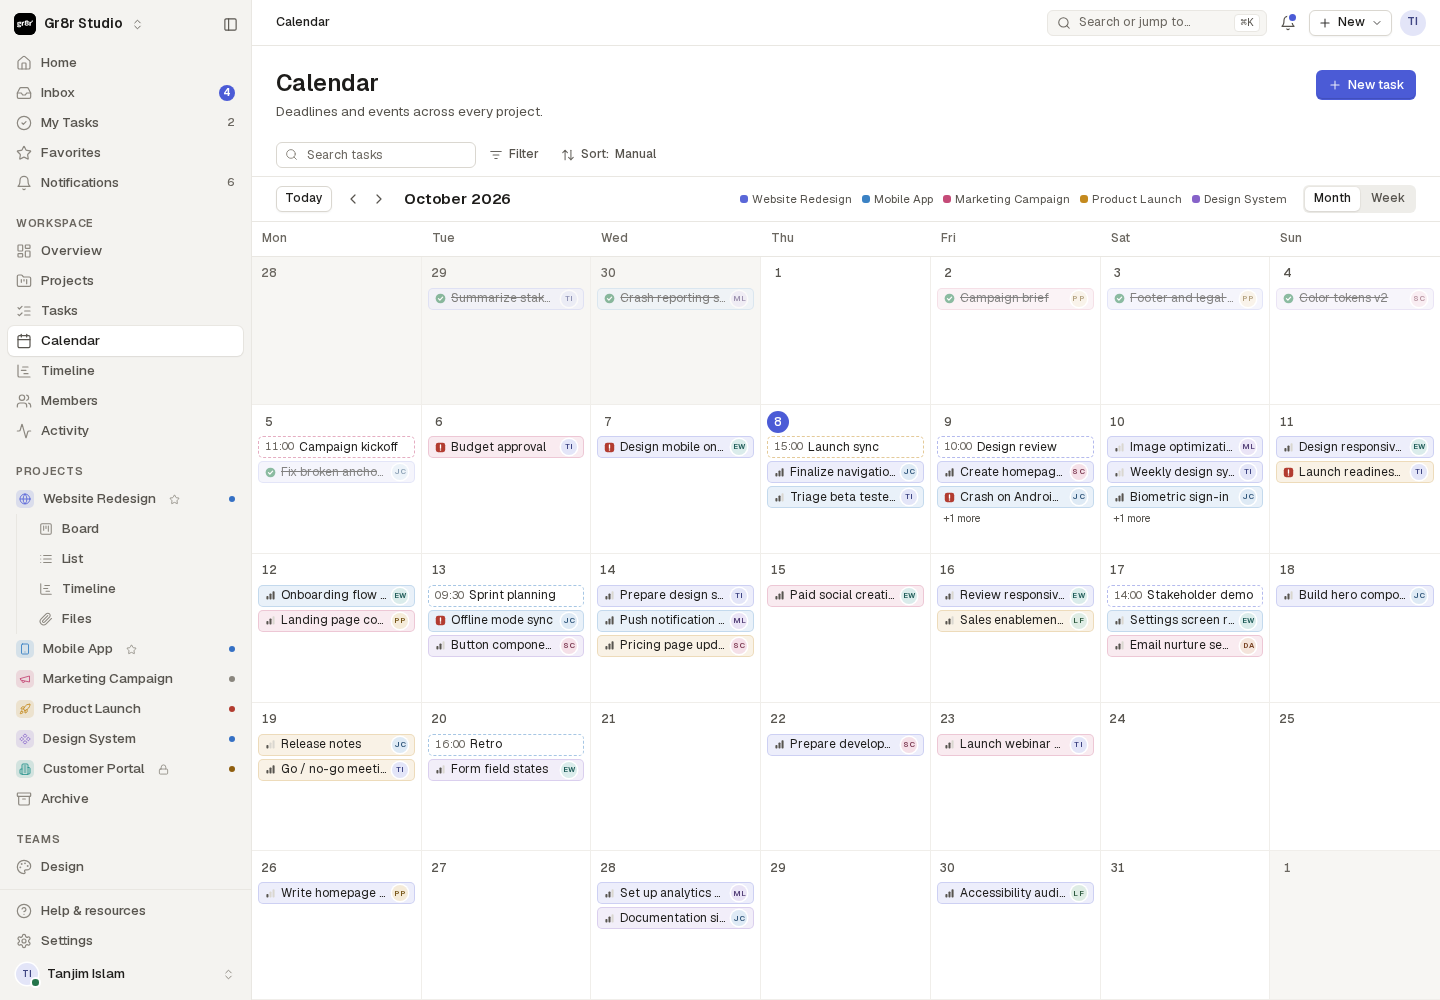 gr8r
Gr8r Studio
Home
Inbox
4
My Tasks
2
Favorites
Notifications
6
WORKSPACE
Overview
Projects
Tasks
Calendar
Timeline
Members
Activity
PROJECTS
Website Redesign
Board
List
Timeline
Files
Mobile App
Marketing Campaign
Product Launch
Design System
Customer Portal
Archive
TEAMS
Design
Help & resources
Settings
TI
Tanjim Islam
Calendar
Search or jump to...
⌘K
New
TI
Calendar
Deadlines and events across every project.
New task
Search tasks
Filter
Sort: Manual
Today
October 2026
Website Redesign
Mobile App
Marketing Campaign
Product Launch
Design System
Month
Week
Mon Tue Wed Thu Fri Sat Sun
28
29
Summarize stak... TI
30
Crash reporting s... ML
1
2
Campaign brief PP
3
Footer and legal ... PP
4
Color tokens v2 SC
5
11:00 Campaign kickoff
Fix broken ancho... JC
6
Budget approval TI
7
Design mobile on... EW
8
15:00 Launch sync
Finalize navigatio... JC
Triage beta teste... TI
9
10:00 Design review
Create homepag... SC
Crash on Androi... JC
+1 more
10
Image optimizati... ML
Weekly design sy... TI
Biometric sign-in JC
+1 more
11
Design responsiv... EW
Launch readines... TI
12
Onboarding flow ... EW
Landing page co... PP
13
09:30 Sprint planning
Offline mode sync JC
Button compone... SC
14
Prepare design s... TI
Push notification ... ML
Pricing page upd... SC
15
Paid social creati... EW
16
Review responsiv... EW
Sales enablemen... LF
17
14:00 Stakeholder demo
Settings screen r... EW
Email nurture se... DA
18
Build hero compo... JC
19
Release notes JC
Go / no-go meeti... TI
20
16:00 Retro
Form field states EW
21
22
Prepare develop... SC
23
Launch webinar ... TI
24
25
26
Write homepage ... PP
27
28
Set up analytics ... ML
Documentation si... JC
29
30
Accessibility audi... LF
31
1